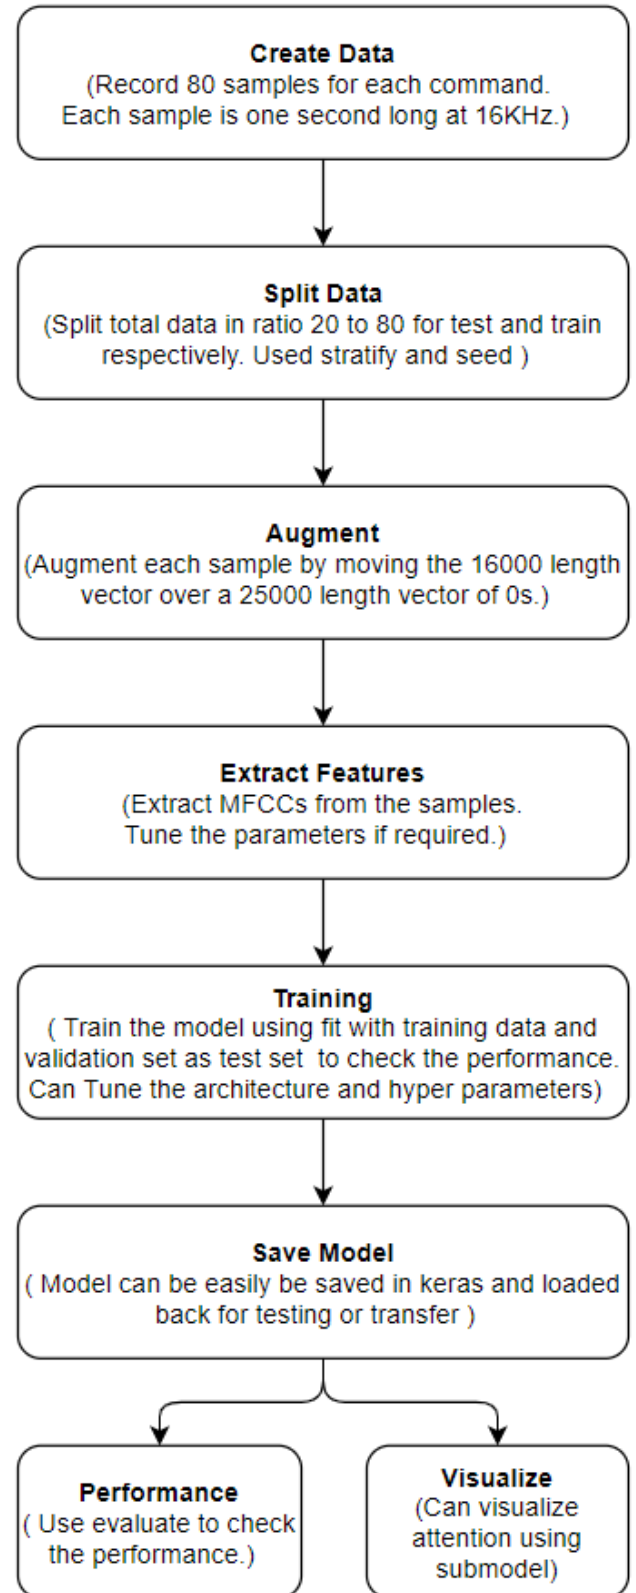 Create Data
(Record 80 samples for each command.
Each sample is one second long at 16KHz.)
Split Data
(Split total data in ratio 20 to 80 for test and train
respectively. Used stratify and seed )
Augment
(Augment each sample by moving the 16000 length
vector over a 25000 length vector of 0s.)
Extract Features
(Extract MFCCs from the samples.
Tune the parameters if required.)
Training
( Train the model using fit with training data and
validation set as test set  to check the performance.
Can Tune the architecture and hyper parameters)
Save Model
( Model can be easily be saved in keras and loaded
back for testing or transfer )
Performance
( Use evaluate to check
the performance.)
Visualize
(Can visualize
attention using
submodel)